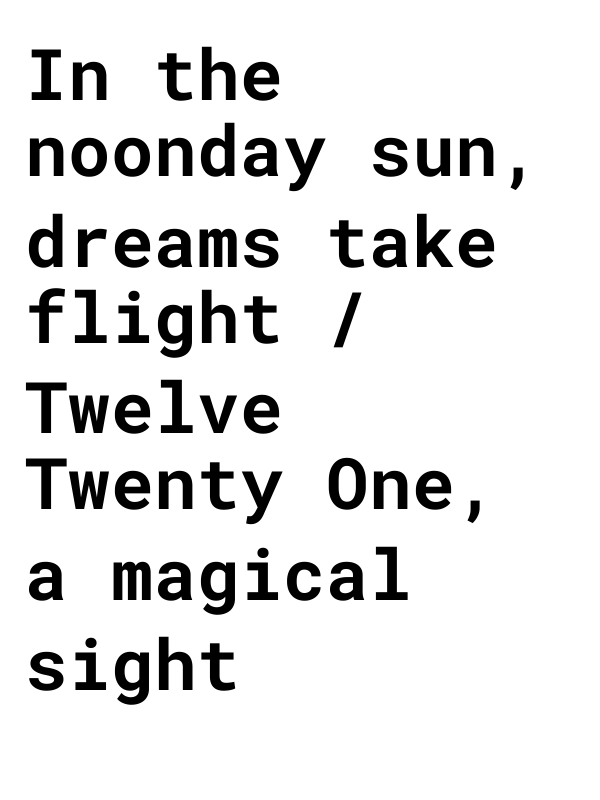 In the
noonday sun,
dreams take
flight /
Twelve
Twenty One,
a magical
sight